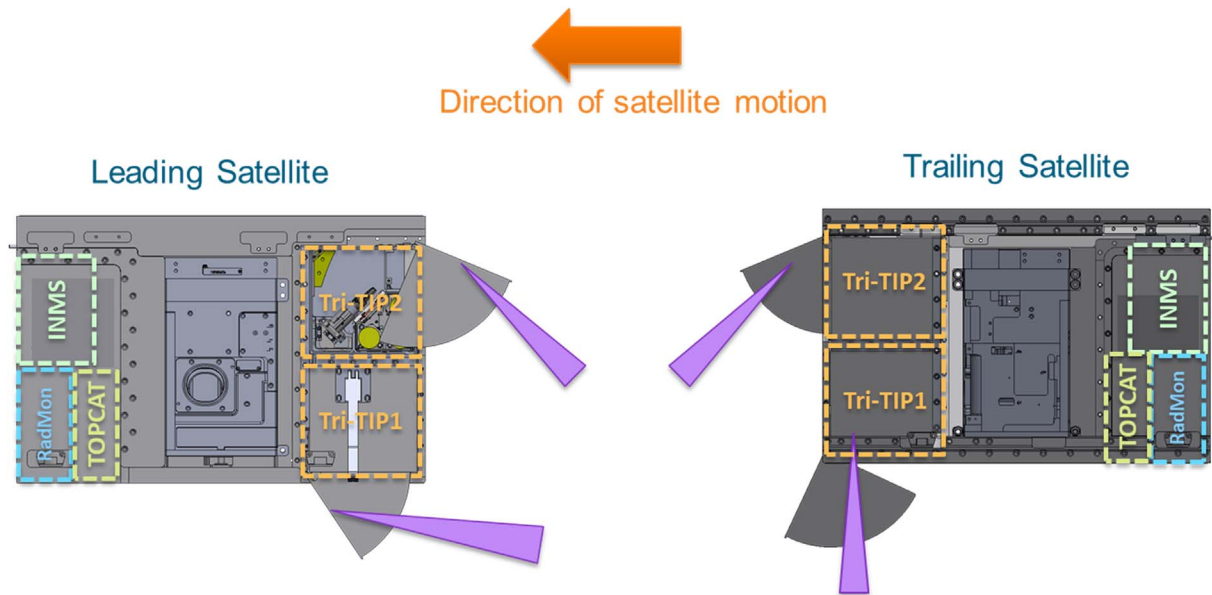 Direction of satellite motion
Leading Satellite
Trailing Satellite
INMS
Tri-TIP2
Tri-TIP2
INMS
RadMon
TOPCAT
Tri-TIP1
Tri-TIP1
TOPCAT
RadMon